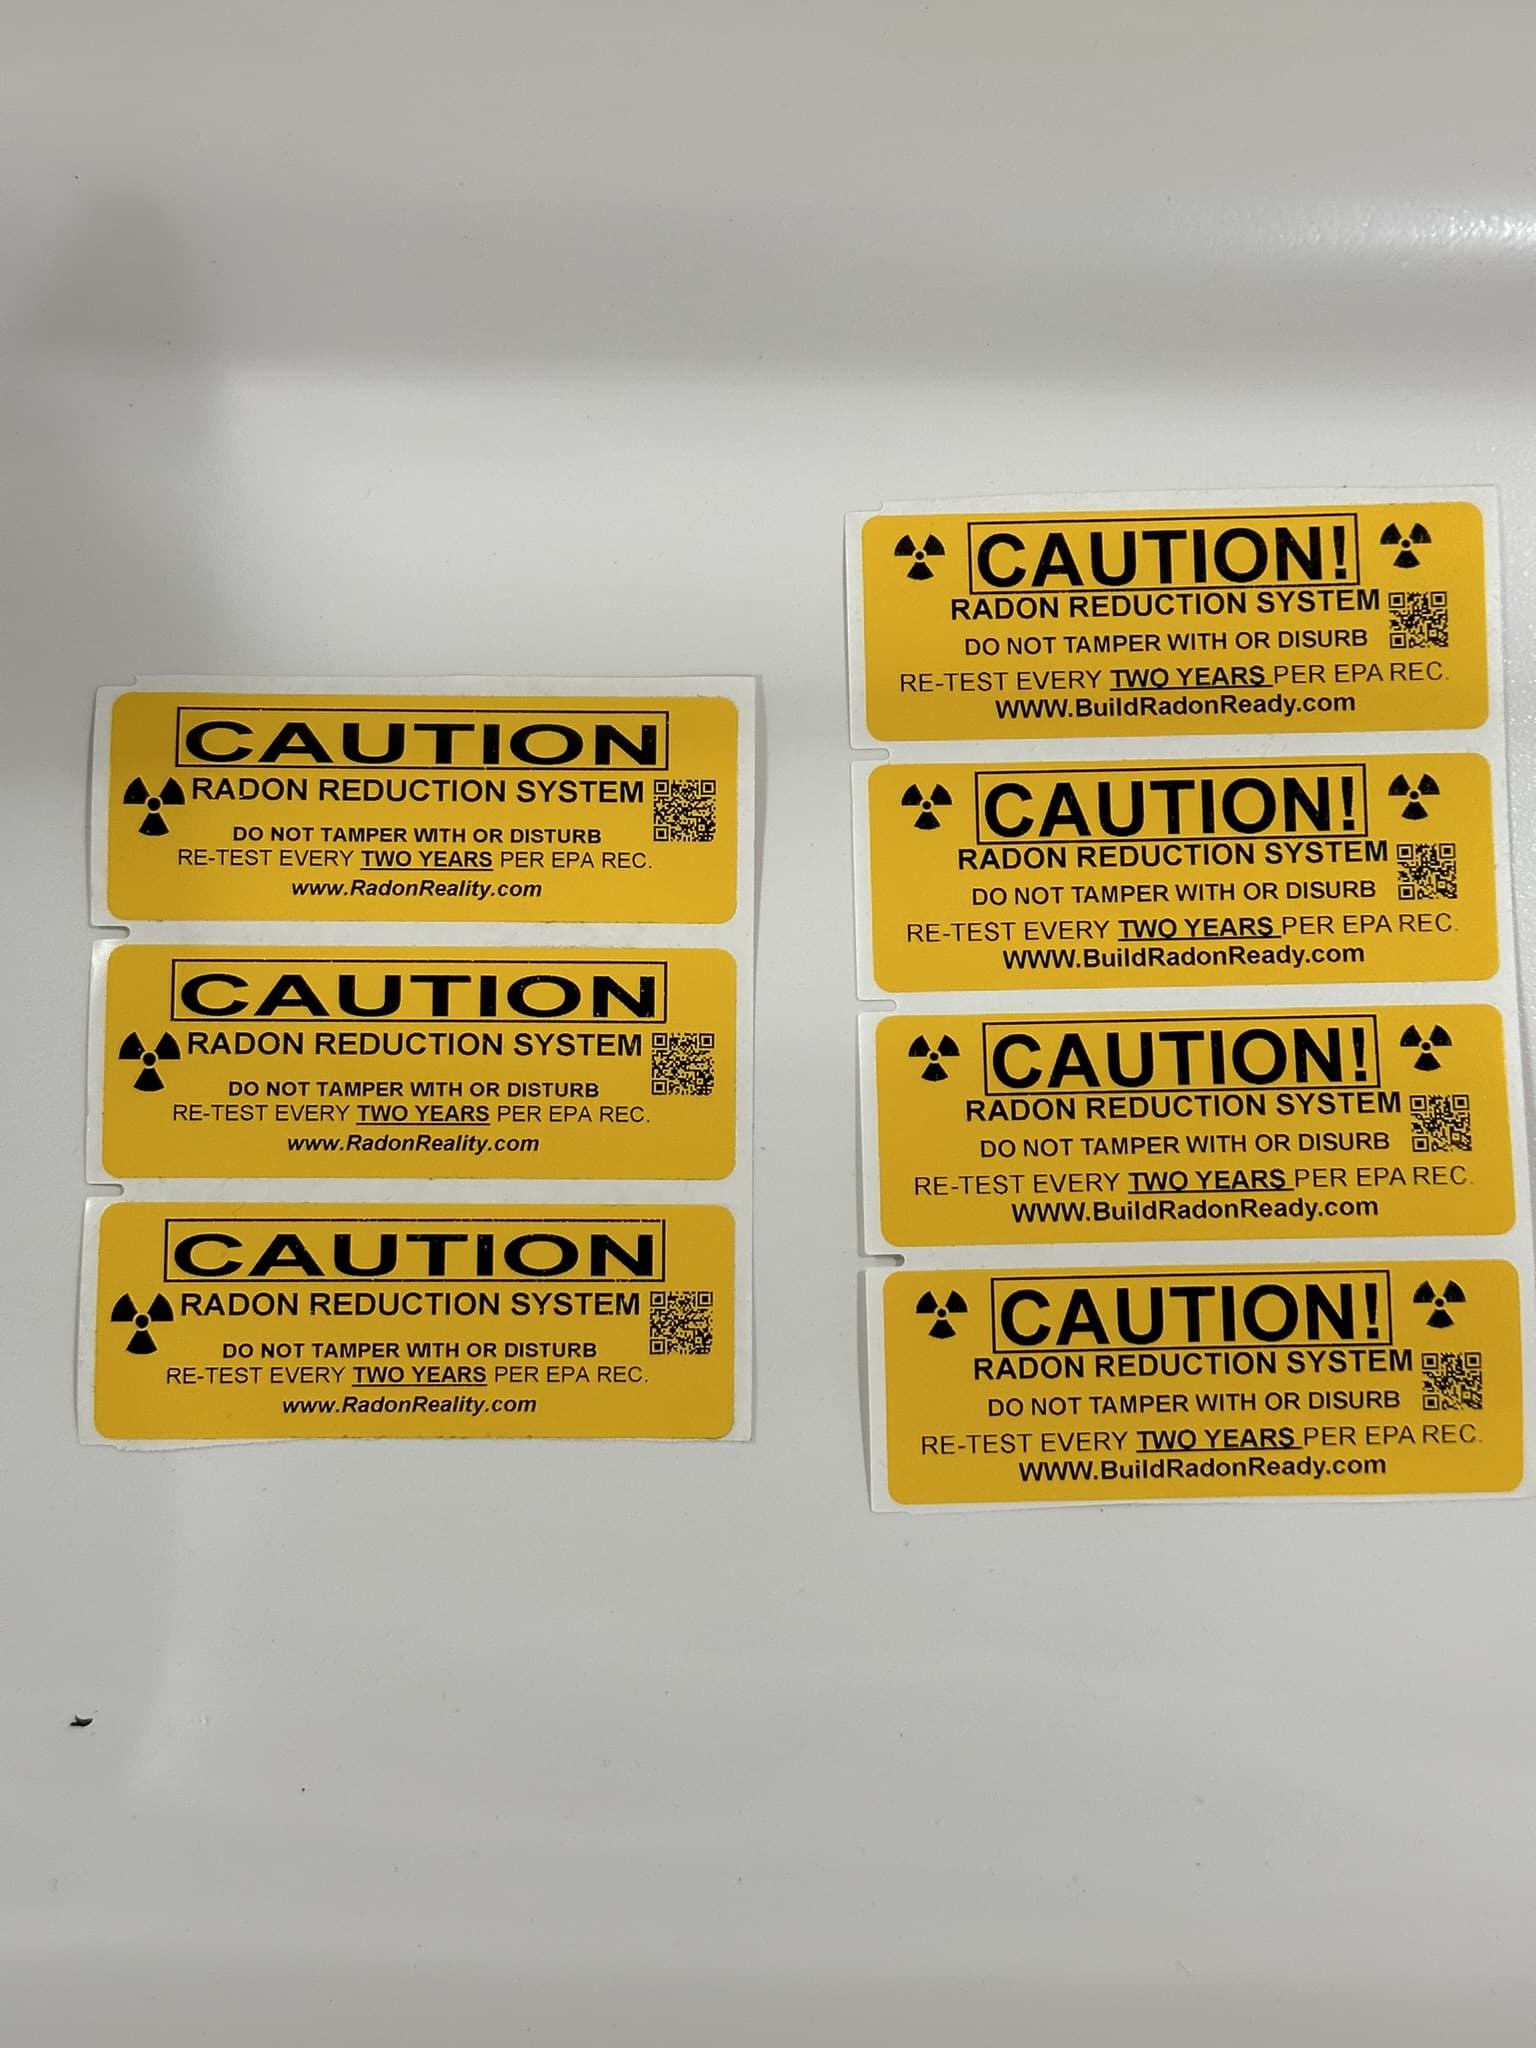 CAUTION
RADON REDUCTION SYSTEM
DO NOT TAMPER WITH OR DISTURB
RE-TEST EVERY TWO YEARS PER EPA REC.
www.RadonReality.com
CAUTION
RADON REDUCTION SYSTEM
DO NOT TAMPER WITH OR DISTURB
RE-TEST EVERY TWO YEARS PER EPA REC.
www.RadonReality.com
CAUTION
RADON REDUCTION SYSTEM
DO NOT TAMPER WITH OR DISTURB
RE-TEST EVERY TWO YEARS PER EPA REC.
www.RadonReality.com
CAUTION!
RADON REDUCTION SYSTEM
DO NOT TAMPER WITH OR DISURB
RE-TEST EVERY TWO YEARS PER EPA REC.
WWW.BuildRadonReady.com
CAUTION!
RADON REDUCTION SYSTEM
DO NOT TAMPER WITH OR DISURB
RE-TEST EVERY TWO YEARS PER EPA REC.
WWW.BuildRadonReady.com
CAUTION!
RADON REDUCTION SYSTEM
DO NOT TAMPER WITH OR DISURB
RE-TEST EVERY TWO YEARS PER EPA REC.
WWW.BuildRadonReady.com
CAUTION!
RADON REDUCTION SYSTEM
DO NOT TAMPER WITH OR DISURB
RE-TEST EVERY TWO YEARS PER EPA REC.
WWW.BuildRadonReady.com